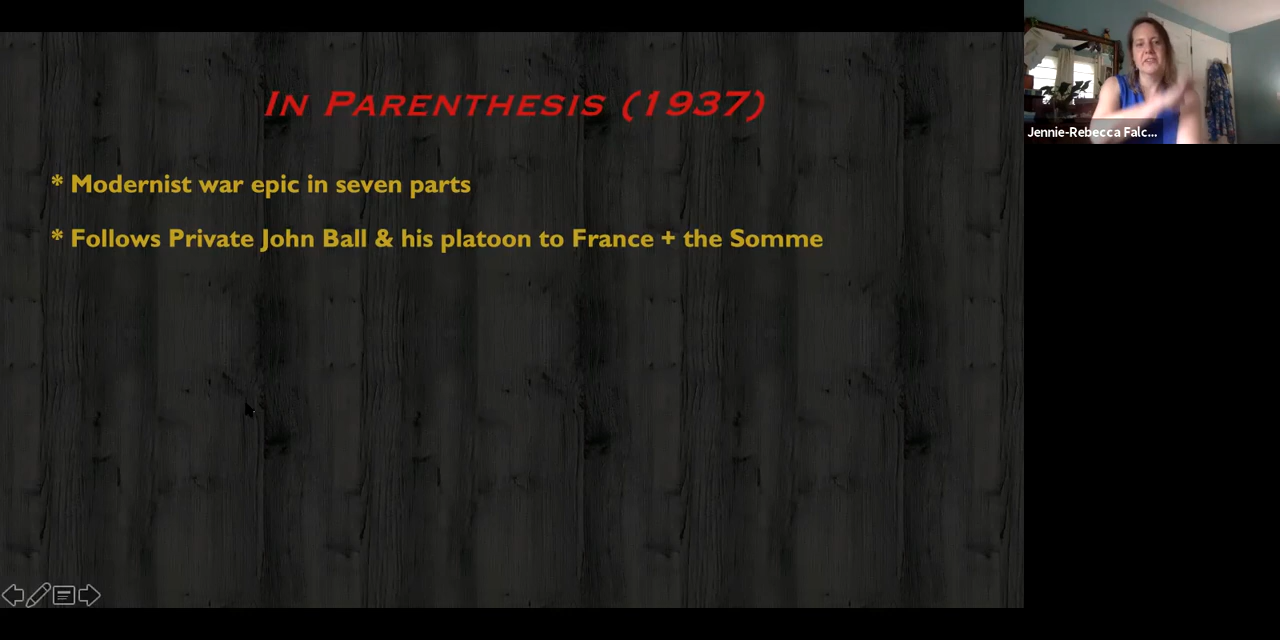 In Parenthesis (1937)
* Modernist war epic in seven parts
* Follows Private John Ball & his platoon to France + the Somme
Jennie-Rebecca Falc...